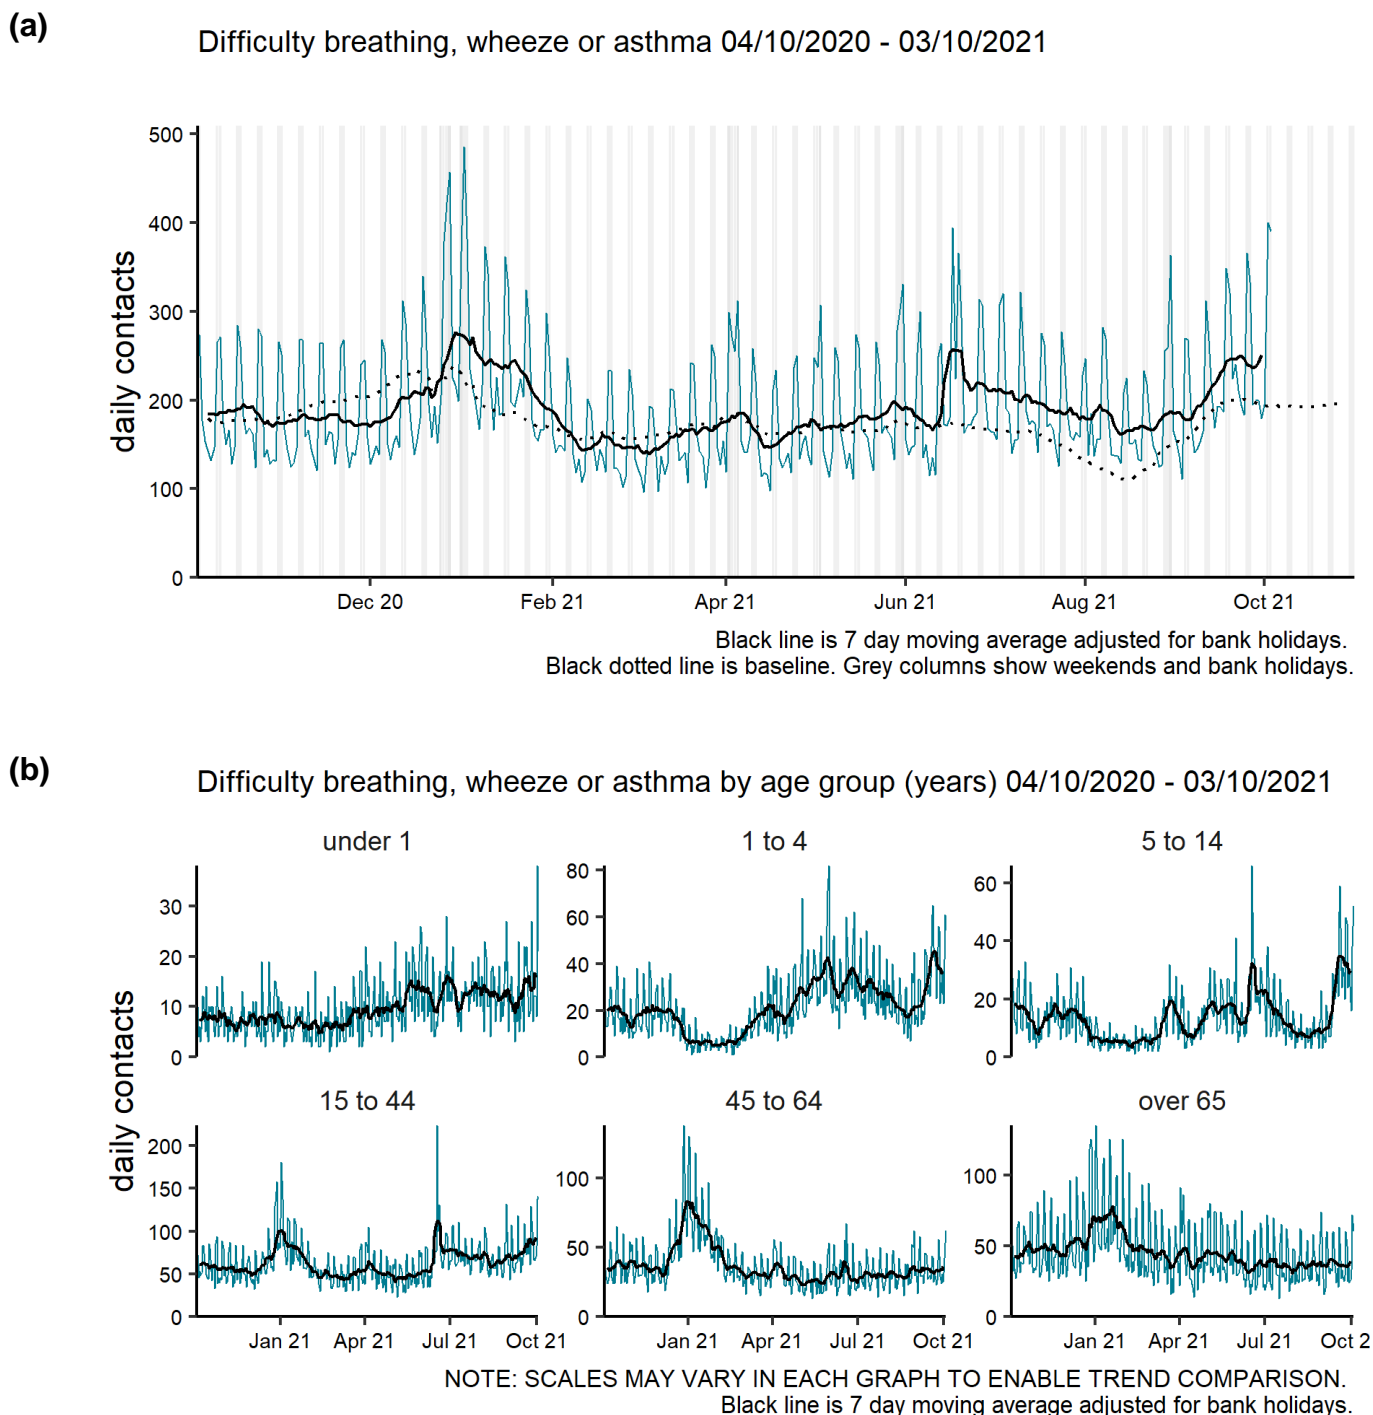 (a)
Difficulty breathing, wheeze or asthma 04/10/2020 - 03/10/2021
daily contacts
500
400
300
200
100
0
Dec 20 Feb 21 Apr 21 Jun 21 Aug 21 Oct 21
Black line is 7 day moving average adjusted for bank holidays.
Black dotted line is baseline. Grey columns show weekends and bank holidays.
(b)
Difficulty breathing, wheeze or asthma by age group (years) 04/10/2020 - 03/10/2021
daily contacts
under 1
30
20
10
0
1 to 4
80
60
40
20
0
5 to 14
60
40
20
0
15 to 44
200
150
100
50
0
Jan 21 Apr 21 Jul 21 Oct 21
45 to 64
100
50
0
Jan 21 Apr 21 Jul 21 Oct 21
over 65
100
50
0
Jan 21 Apr 21 Jul 21 Oct 2
NOTE: SCALES MAY VARY IN EACH GRAPH TO ENABLE TREND COMPARISON.
Black line is 7 day moving average adjusted for bank holidays.